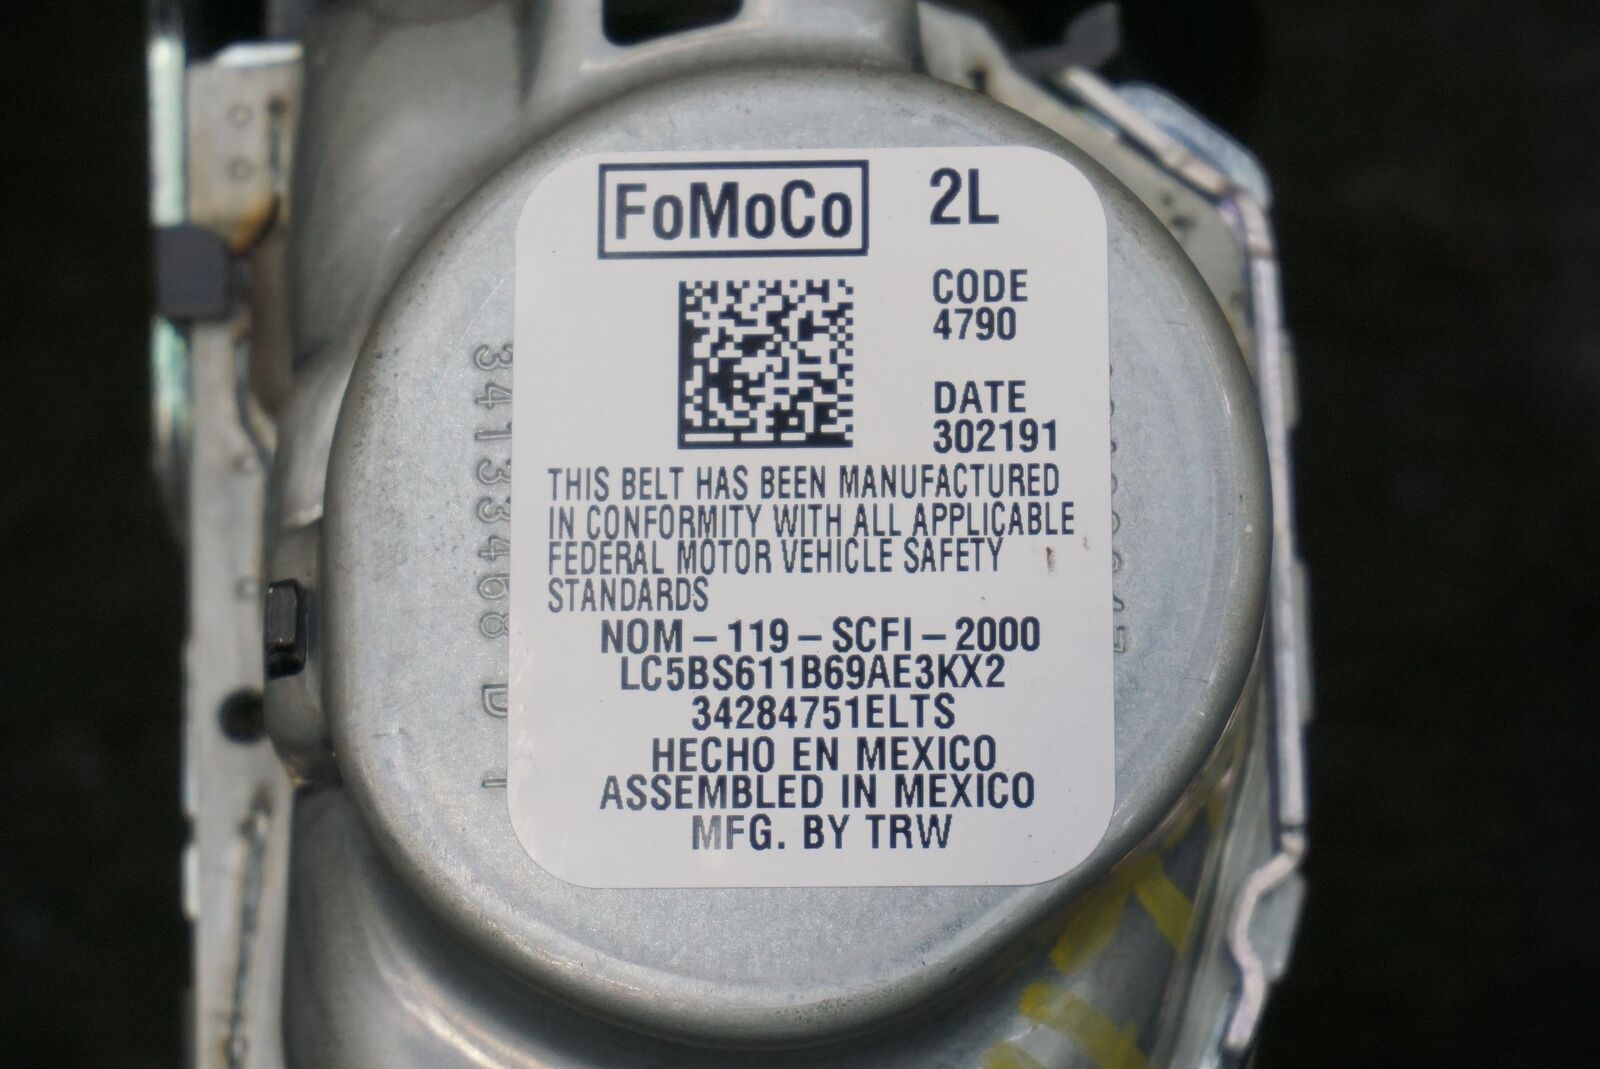 FoMoCo 2L
CODE
4790
DATE
302191
THIS BELT HAS BEEN MANUFACTURED
IN CONFORMITY WITH ALL APPLICABLE
FEDERAL MOTOR VEHICLE SAFETY
STANDARDS
NOM-119-SCFI-2000
LC5BS611B69AE3KX2
34284751ELTS
HECHO EN MEXICO
ASSEMBLED IN MEXICO
MFG. BY TRW
34133468 D 1